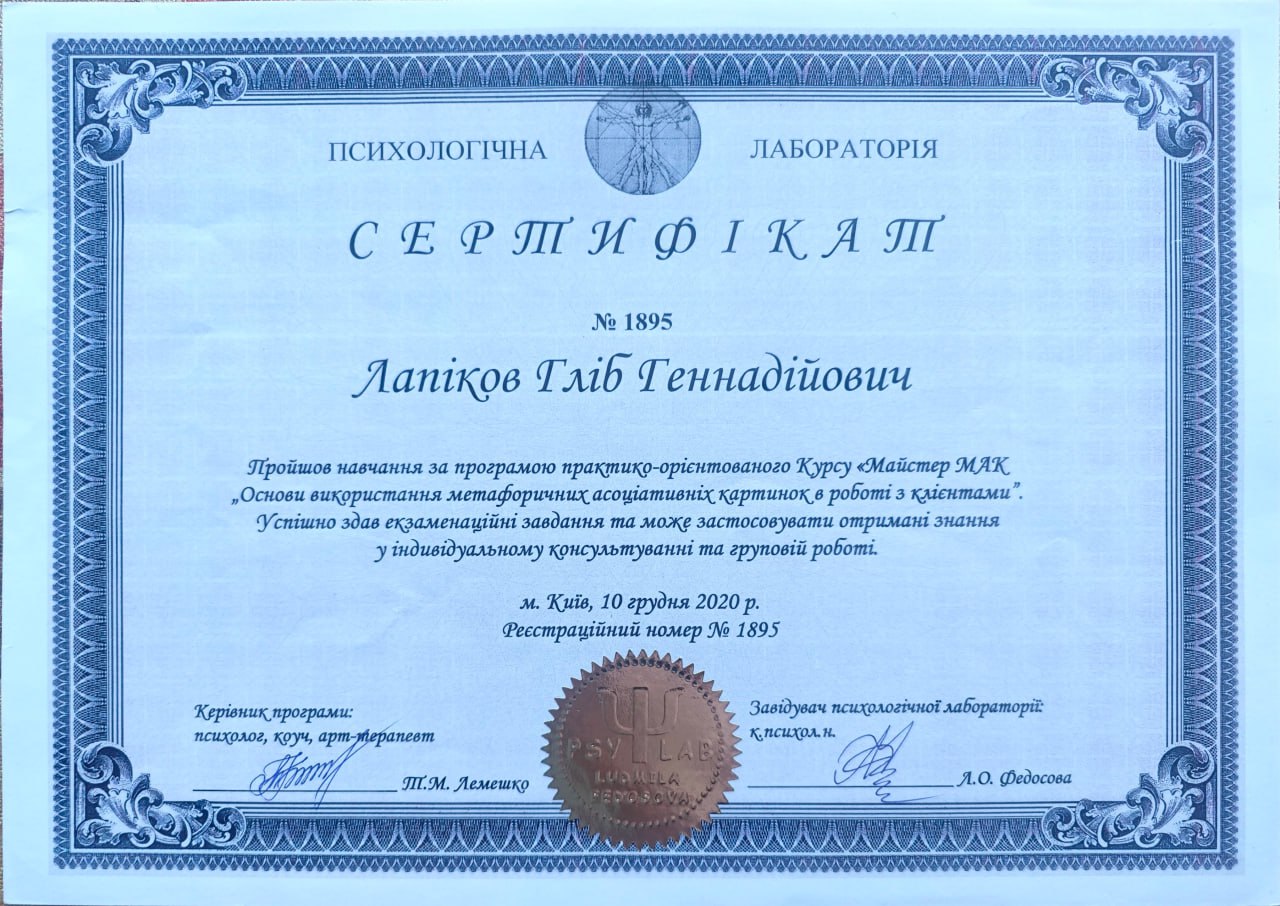 ПСИХОЛОГІЧНА ЛАБОРАТОРІЯ
СЕРТИФІКАТ
№ 1895
Лапіков Гліб Геннадійович
Пройшов навчання за програмою практико-орієнтованого Курсу «Майстер МАК
„Основи використання метафоричних асоціативніх картинок в роботі з клієнтами”.
Успішно здав екзаменаційні завдання та може застосовувати отримані знання
у індивідуальному консультуванні та груповій роботі.
м. Київ, 10 грудня 2020 р.
Реєстраційний номер № 1895
Керівник програми:
психолог, коуч, арт-терапевт
Т.М. Лемешко
Завідувач психологічної лабораторії:
к.психол.н.
Л.О. Федосова
PSY LAB
LUDMILA
FEDOSOVA